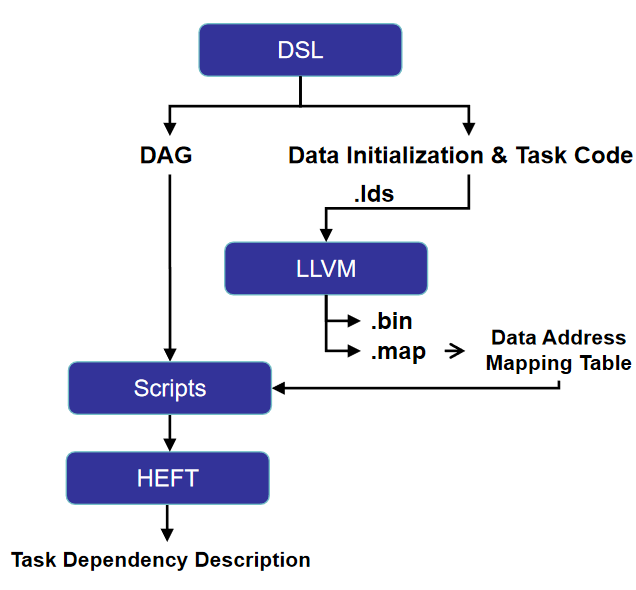 DSL
DAG
Data Initialization & Task Code
.lds
LLVM
.bin
.map
Data Address
Mapping Table
Scripts
HEFT
Task Dependency Description